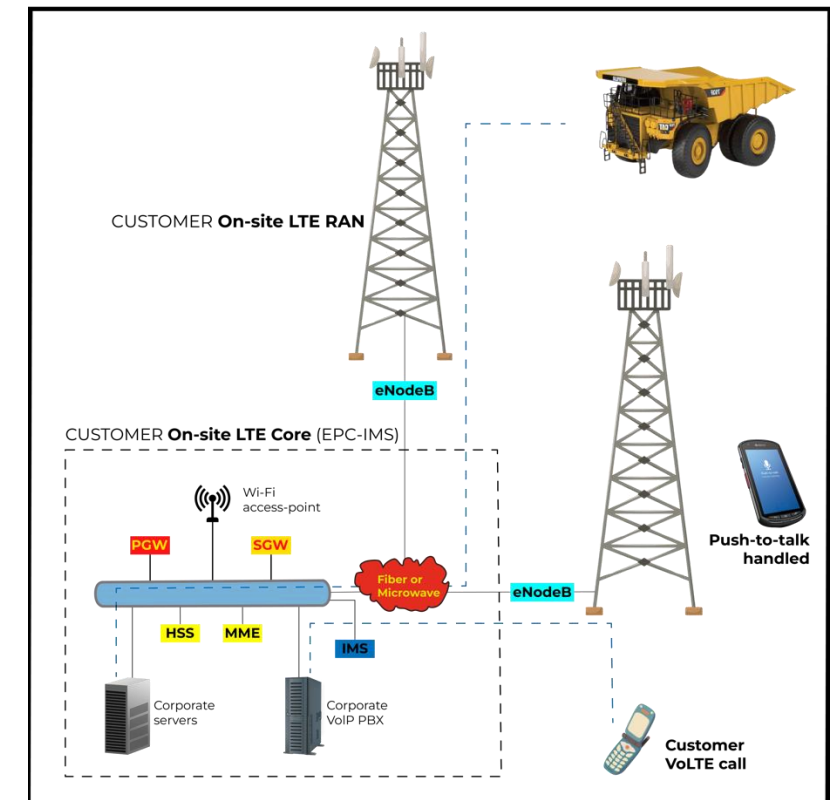 CUSTOMER On-site LTE RAN
eNodeB
CUSTOMER On-site LTE Core (EPC-IMS)
Wi-Fi
access-point
PGW
SGW
Fiber or
Microwave
eNodeB
HSS
MME
IMS
Corporate
servers
Corporate
VoIP PBX
Push-to-talk
handled
Customer
VoLTE call